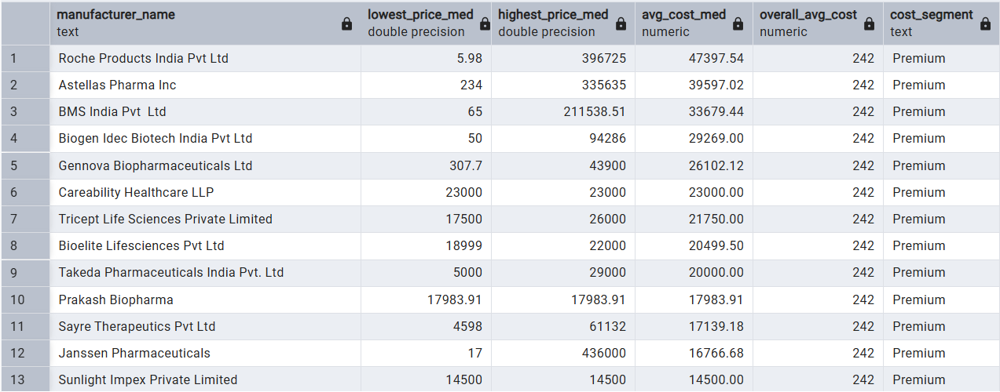 manufacturer_name lowest_price_med highest_price_med avg_cost_med overall_avg_cost cost_segment
text double precision double precision numeric numeric text
1 Roche Products India Pvt Ltd 5.98 396725 47397.54 242 Premium
2 Astellas Pharma Inc 234 335635 39597.02 242 Premium
3 BMS India Pvt  Ltd 65 211538.51 33679.44 242 Premium
4 Biogen Idec Biotech India Pvt Ltd 50 94286 29269.00 242 Premium
5 Gennova Biopharmaceuticals Ltd 307.7 43900 26102.12 242 Premium
6 Careability Healthcare LLP 23000 23000 23000.00 242 Premium
7 Tricept Life Sciences Private Limited 17500 26000 21750.00 242 Premium
8 Bioelite Lifesciences Pvt Ltd 18999 22000 20499.50 242 Premium
9 Takeda Pharmaceuticals India Pvt. Ltd 5000 29000 20000.00 242 Premium
10 Prakash Biopharma 17983.91 17983.91 17983.91 242 Premium
11 Sayre Therapeutics Pvt Ltd 4598 61132 17139.18 242 Premium
12 Janssen Pharmaceuticals 17 436000 16766.68 242 Premium
13 Sunlight Impex Private Limited 14500 14500 14500.00 242 Premium